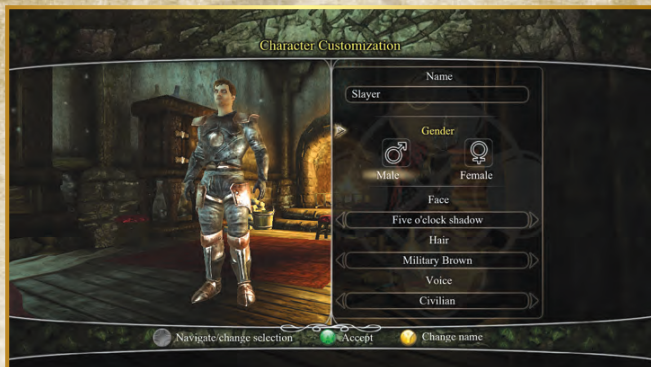 Character Customization
Name
Slayer
Gender
Male
Female
Face
Five o'clock shadow
Hair
Military Brown
Voice
Civilian
Navigate/change selection
A Accept
Y Change name